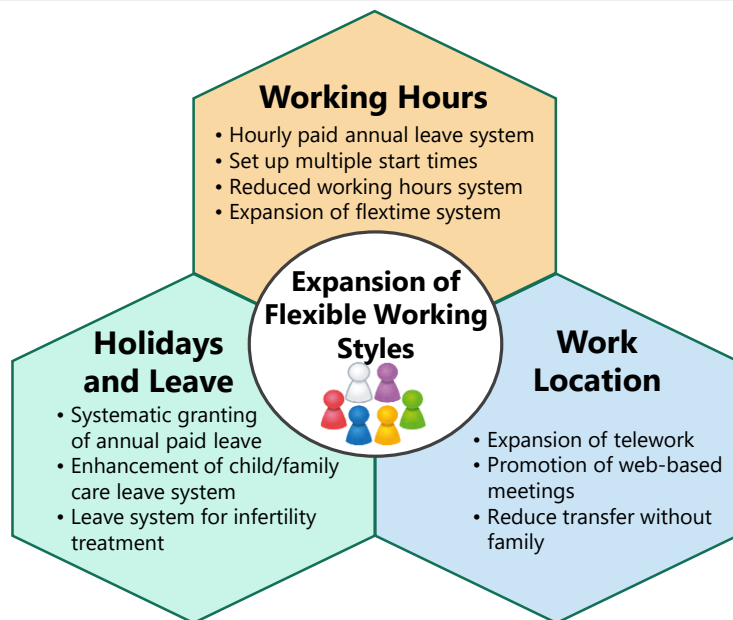 Working Hours
• Hourly paid annual leave system
• Set up multiple start times
• Reduced working hours system
• Expansion of flextime system
Expansion of
Flexible Working
Styles
Holidays
and Leave
• Systematic granting
of annual paid leave
• Enhancement of child/family
care leave system
• Leave system for infertility
treatment
Work
Location
• Expansion of telework
• Promotion of web-based
meetings
• Reduce transfer without
family